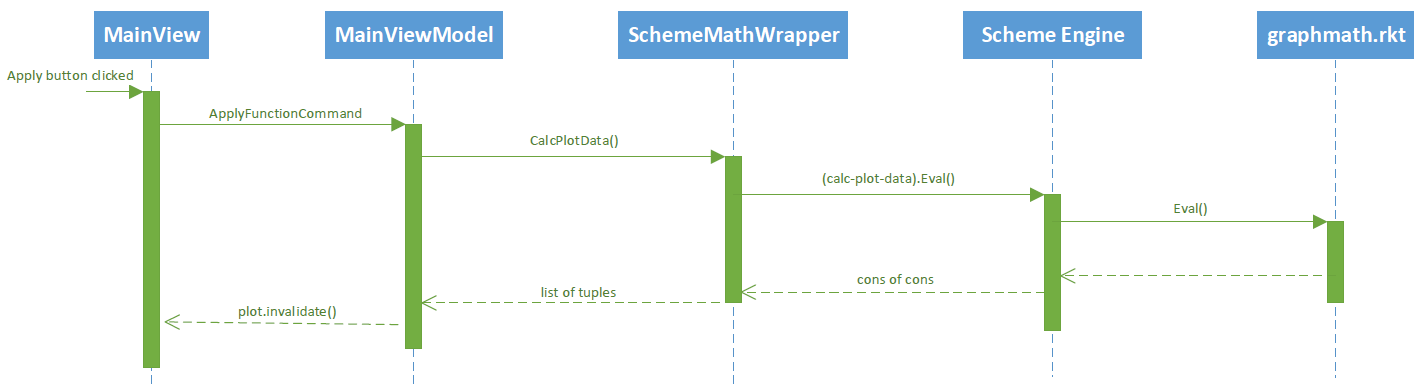 MainView
MainViewModel
SchemeMathWrapper
Scheme Engine
graphmath.rkt
Apply button clicked
ApplyFunctionCommand
CalcPlotData()
(calc-plot-data).Eval()
Eval()
cons of cons
list of tuples
plot.invalidate()